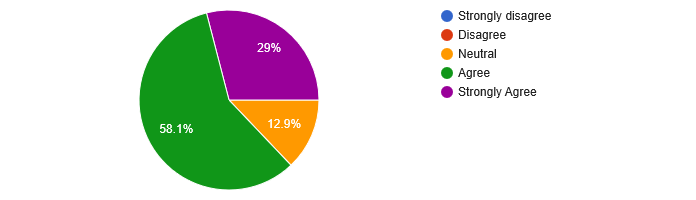 Strongly disagree
Disagree
Neutral
Agree
Strongly Agree
29%
12.9%
58.1%